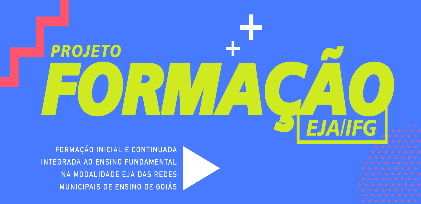 PROJETO
FORMAÇÃO
EJA/IFG
FORMAÇÃO INICIAL E CONTINUADA
INTEGRADA AO ENSINO FUNDAMENTAL
NA MODALIDADE EJA DAS REDES
MUNICIPAIS DE ENSINO DE GOIÁS